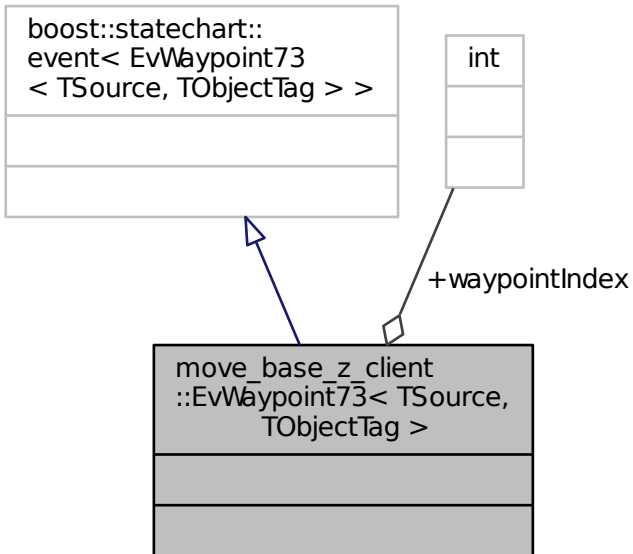 boost::statechart::
event< EvWaypoint73
< TSource, TObjectTag > >
int
+waypointIndex
move_base_z_client
::EvWaypoint73< TSource,
TObjectTag >